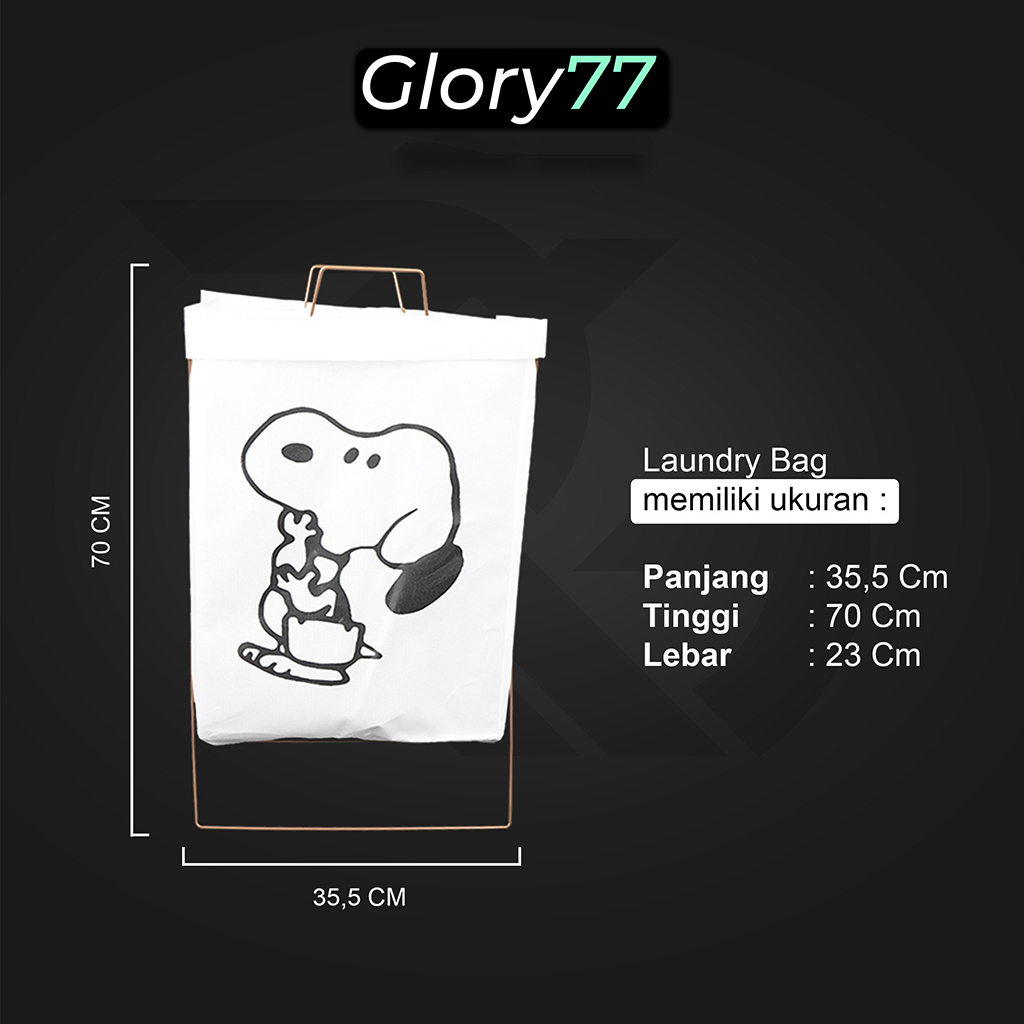 Glory77
70 CM
Laundry Bag
memiliki ukuran :
Panjang : 35,5 Cm
Tinggi : 70 Cm
Lebar : 23 Cm
35,5 CM